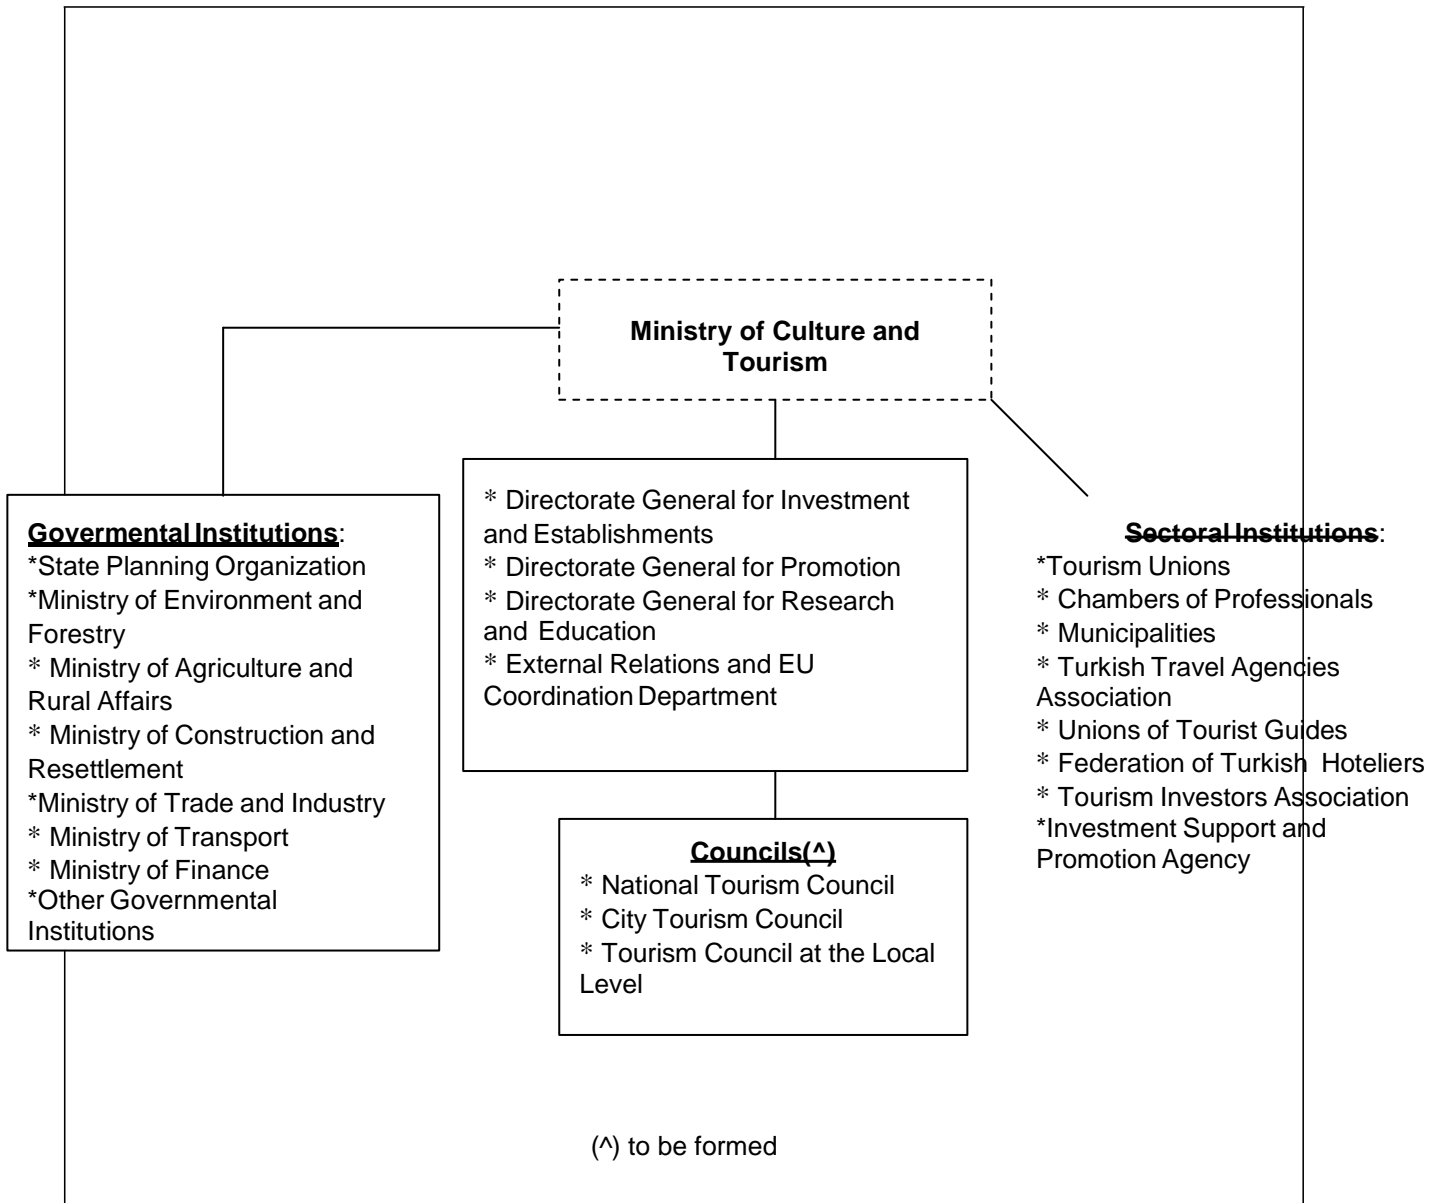 Ministry of Culture and
Tourism
Govermental Institutions:
*State Planning Organization
*Ministry of Environment and
Forestry
* Ministry of Agriculture and
Rural Affairs
* Ministry of Construction and
Resettlement
*Ministry of Trade and Industry
* Ministry of Transport
* Ministry of Finance
*Other Governmental
Institutions
* Directorate General for Investment
and Establishments
* Directorate General for Promotion
* Directorate General for Research
and Education
* External Relations and EU
Coordination Department
Councils(^)
* National Tourism Council
* City Tourism Council
* Tourism Council at the Local
Level
Sectoral Institutions:
*Tourism Unions
* Chambers of Professionals
* Municipalities
* Turkish Travel Agencies
Association
* Unions of Tourist Guides
* Federation of Turkish Hoteliers
* Tourism Investors Association
*Investment Support and
Promotion Agency
(^) to be formed